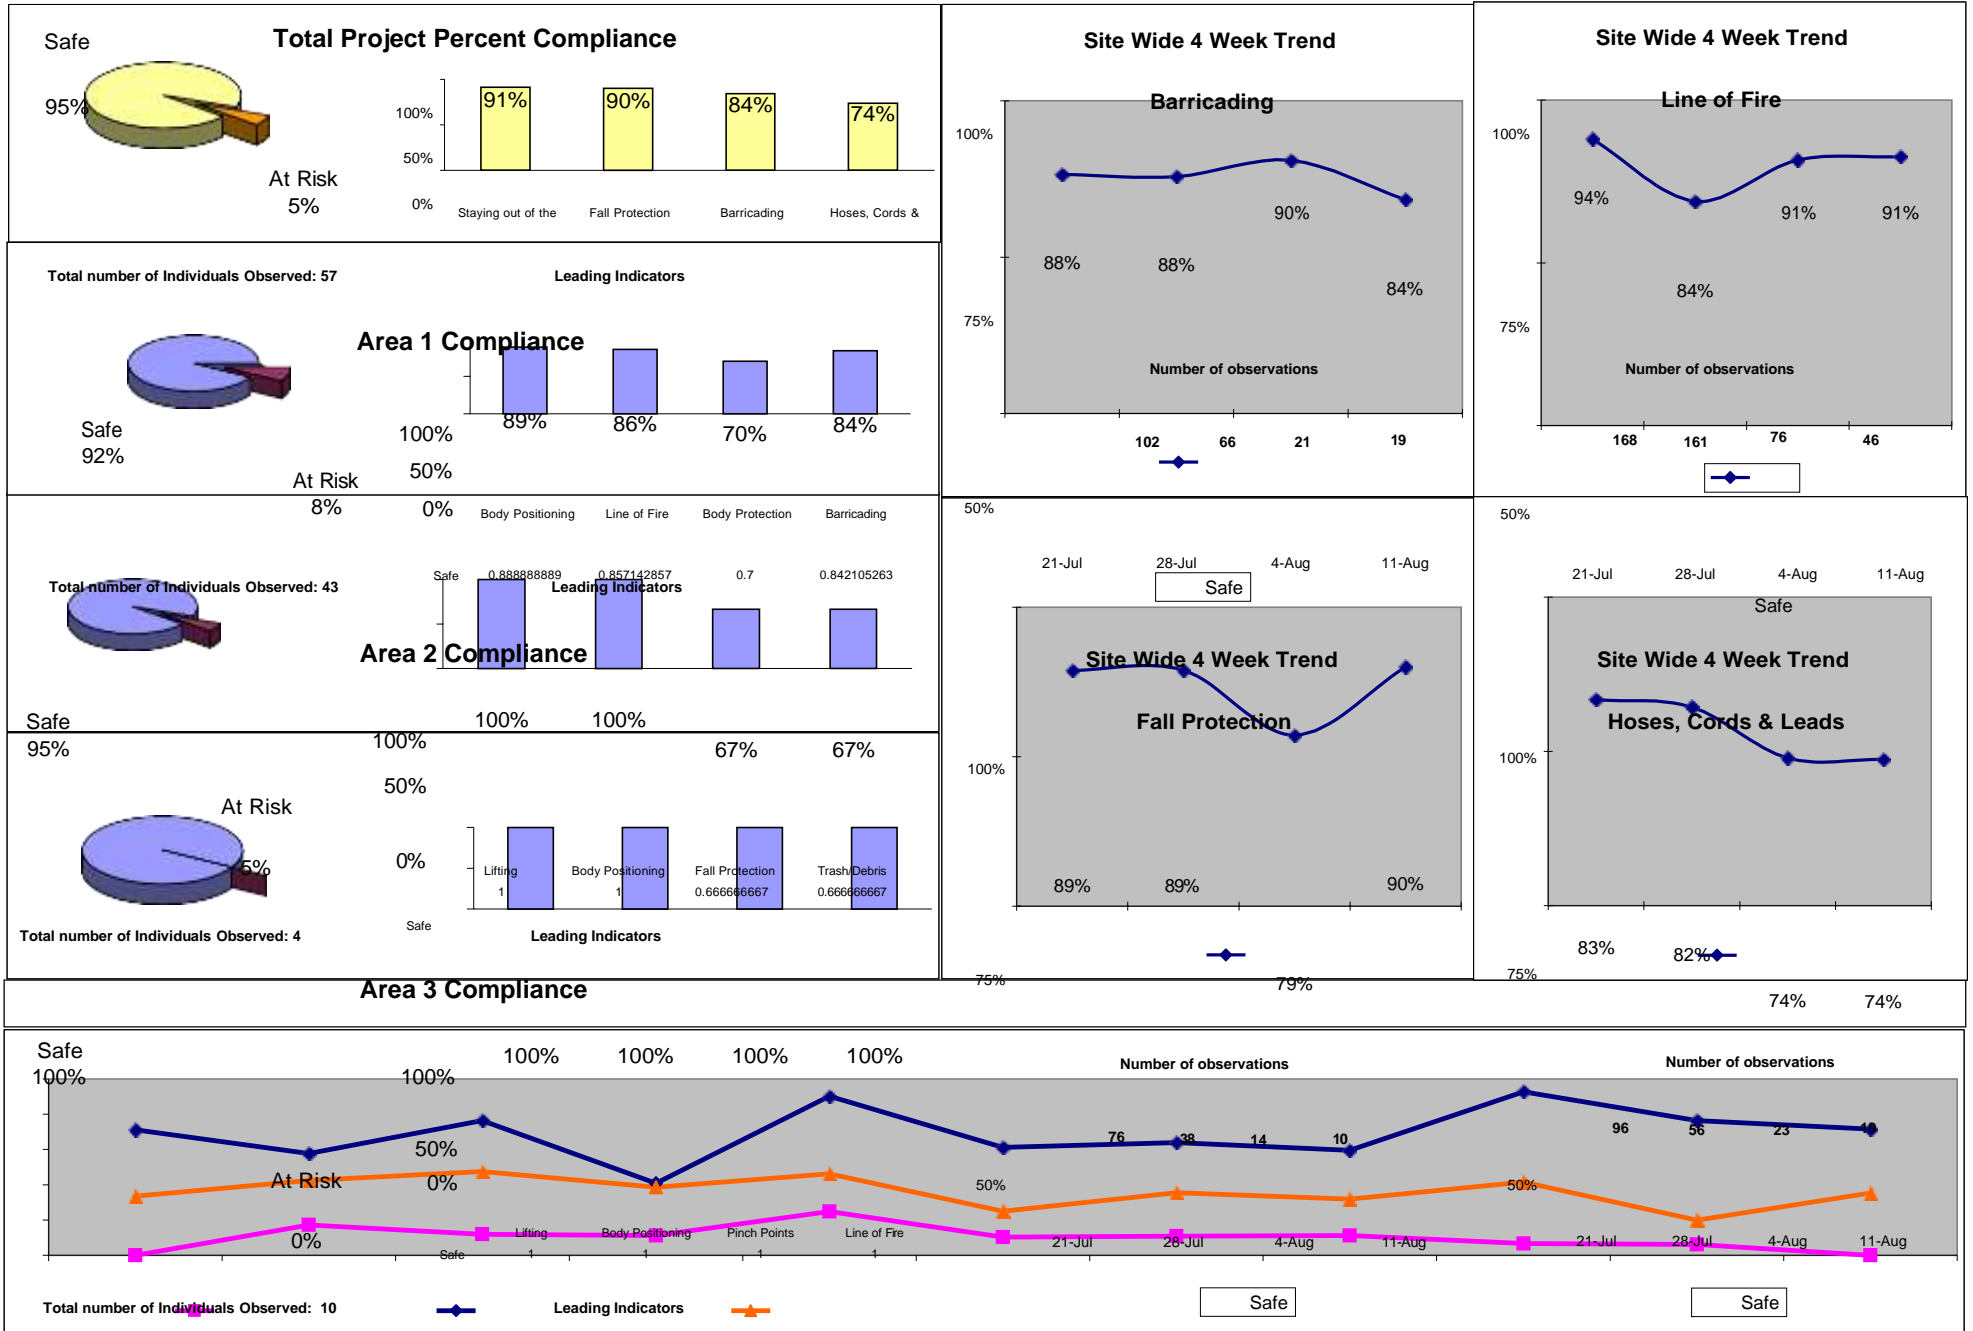 Total Project Percent Compliance
Safe
95%
At Risk
5%
100%
50%
0%
91%
90%
84%
74%
Staying out of the
Fall Protection
Barricading
Hoses, Cords &
Total number of Individuals Observed: 57
Leading Indicators
Area 1 Compliance
Safe
92%
At Risk
8%
100%
50%
0%
89%
86%
70%
84%
Body Positioning
Line of Fire
Body Protection
Barricading
Safe
0.888888889
0.857142857
0.7
0.842105263
Total number of Individuals Observed: 43
Leading Indicators
Area 2 Compliance
Safe
95%
At Risk
5%
100%
50%
0%
100%
100%
67%
67%
Lifting
Body Positioning
Fall Protection
Trash/Debris
1
1
0.666666667
0.666666667
Safe
Total number of Individuals Observed: 4
Leading Indicators
Area 3 Compliance
Safe
100%
At Risk
0%
100%
50%
0%
100%
100%
100%
100%
Lifting
Body Positioning
Pinch Points
Line of Fire
Safe
1
1
1
1
Total number of Individuals Observed: 10
Leading Indicators
Site Wide 4 Week Trend
Barricading
100%
75%
50%
88%
88%
90%
84%
Number of observations
102
66
21
19
21-Jul
28-Jul
4-Aug
11-Aug
Safe
Site Wide 4 Week Trend
Line of Fire
100%
75%
50%
94%
84%
91%
91%
Number of observations
168
161
76
46
21-Jul
28-Jul
4-Aug
11-Aug
Safe
Site Wide 4 Week Trend
Fall Protection
100%
75%
50%
89%
89%
79%
90%
Number of observations
76
38
14
10
21-Jul
28-Jul
4-Aug
11-Aug
Safe
Site Wide 4 Week Trend
Hoses, Cords & Leads
100%
75%
50%
83%
82%
74%
74%
Number of observations
96
56
23
19
21-Jul
28-Jul
4-Aug
11-Aug
Safe